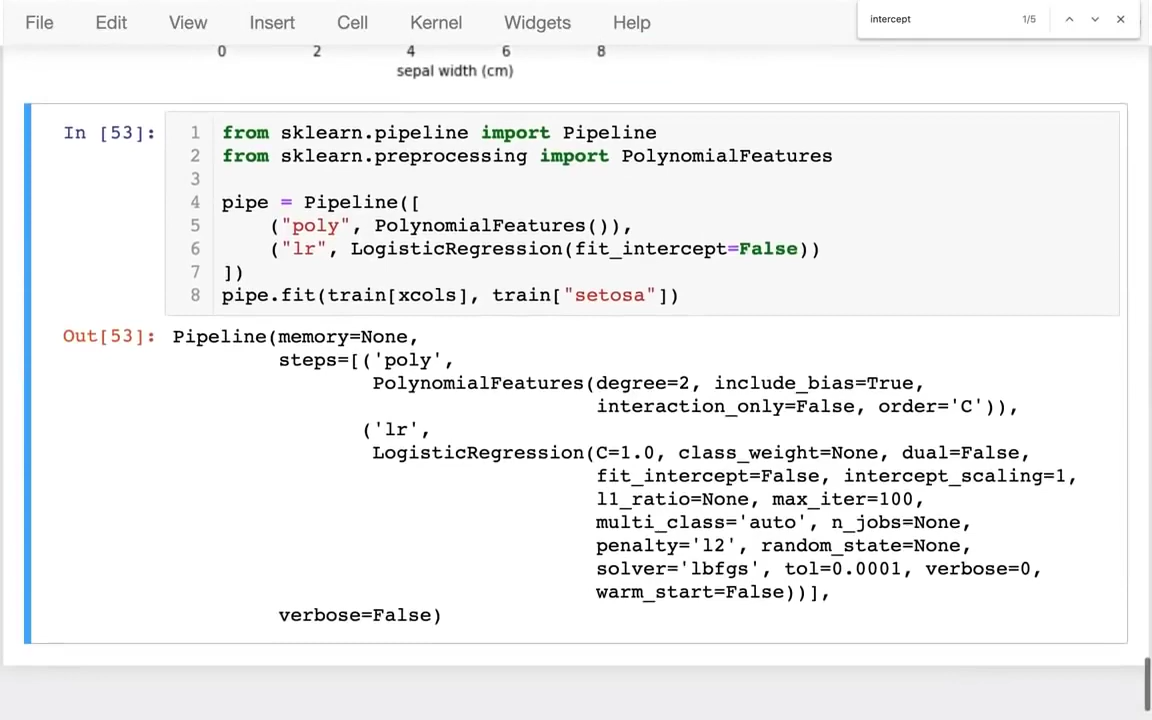 File Edit View Insert Cell Kernel Widgets Help
intercept 1/5
0 2 4 6 8
sepal width (cm)
In [53]:
1 from sklearn.pipeline import Pipeline
2 from sklearn.preprocessing import PolynomialFeatures
3
4 pipe = Pipeline([
5     ("poly", PolynomialFeatures()),
6     ("lr", LogisticRegression(fit_intercept=False))
7 ])
8 pipe.fit(train[xcols], train["setosa"])
Out[53]: Pipeline(memory=None,
steps=[('poly',
PolynomialFeatures(degree=2, include_bias=True,
interaction_only=False, order='C')),
('lr',
LogisticRegression(C=1.0, class_weight=None, dual=False,
fit_intercept=False, intercept_scaling=1,
l1_ratio=None, max_iter=100,
multi_class='auto', n_jobs=None,
penalty='l2', random_state=None,
solver='lbfgs', tol=0.0001, verbose=0,
warm_start=False))],
verbose=False)